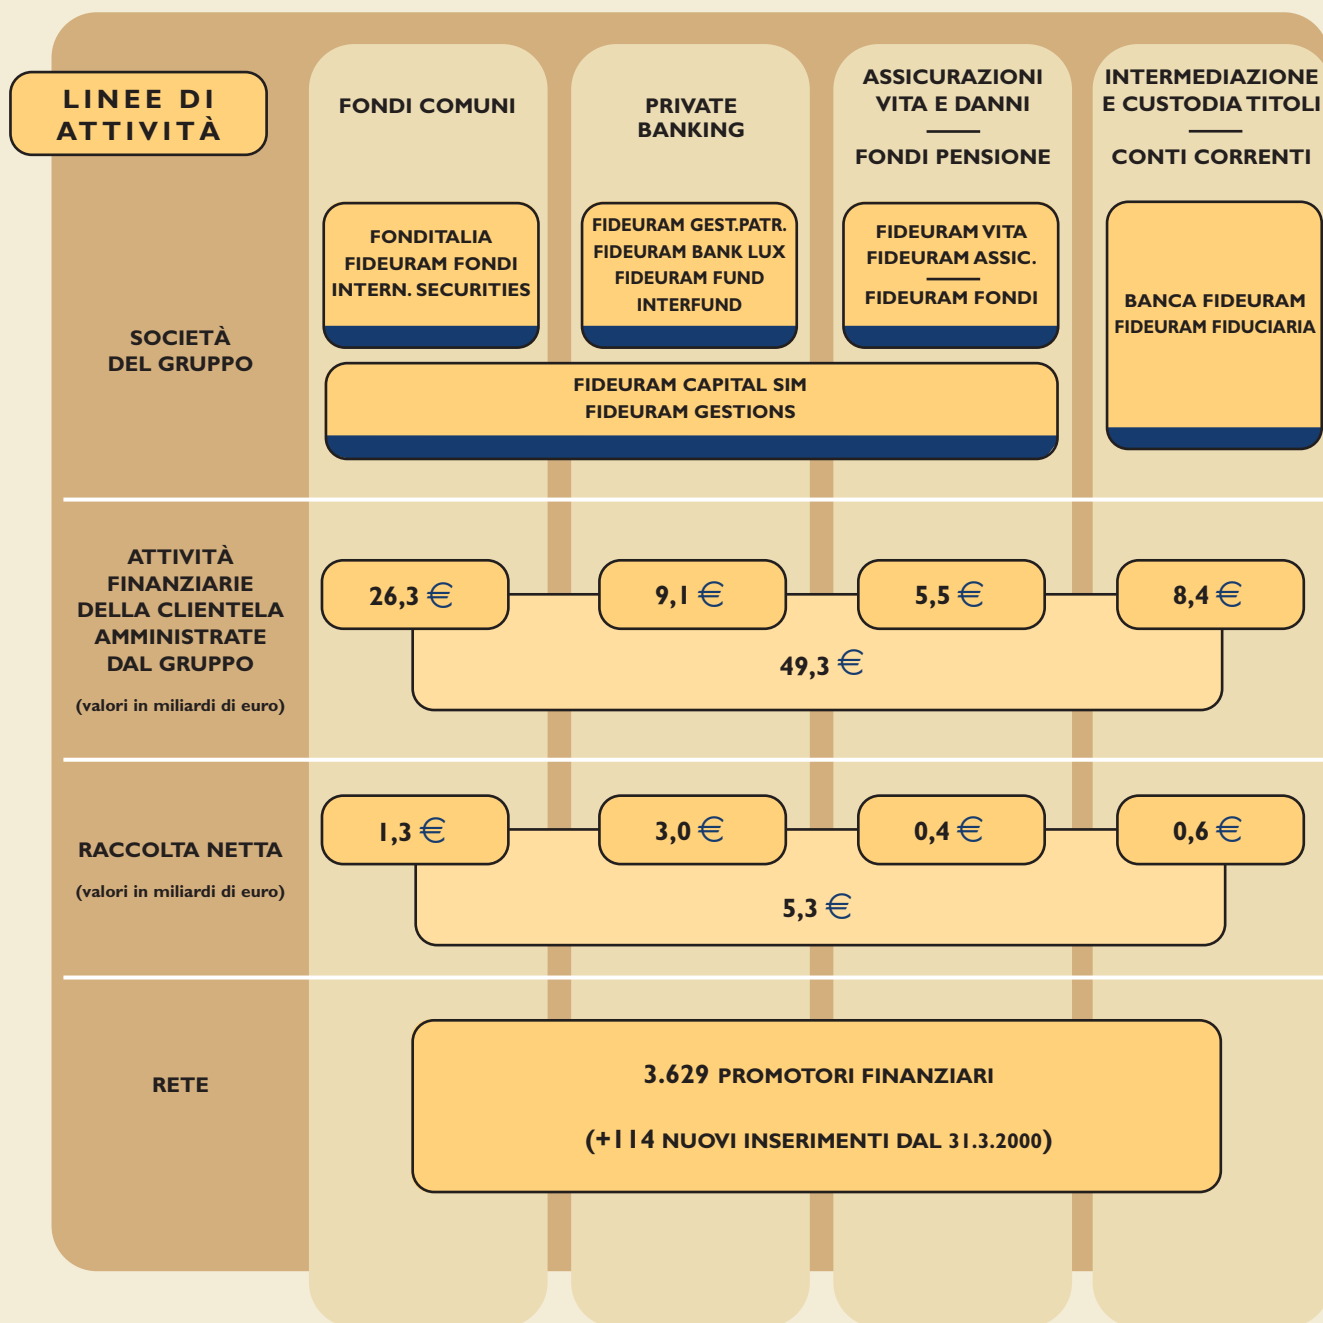 LINEE DI
ATTIVITÀ
FONDI COMUNI
PRIVATE
BANKING
ASSICURAZIONI
VITA E DANNI
FONDI PENSIONE
INTERMEDIAZIONE
E CUSTODIA TITOLI
CONTI CORRENTI
SOCIETÀ
DEL GRUPPO
FONDITALIA
FIDEURAM FONDI
INTERN. SECURITIES
FIDEURAM GEST.PATR.
FIDEURAM BANK LUX
FIDEURAM FUND
INTERFUND
FIDEURAM VITA
FIDEURAM ASSIC.
FIDEURAM FONDI
BANCA FIDEURAM
FIDEURAM FIDUCIARIA
FIDEURAM CAPITAL SIM
FIDEURAM GESTIONS
ATTIVITÀ
FINANZIARIE
DELLA CLIENTELA
AMMINISTRATE
DAL GRUPPO
(valori in miliardi di euro)
26,3 €
9,1 €
5,5 €
8,4 €
49,3 €
RACCOLTA NETTA
(valori in miliardi di euro)
1,3 €
3,0 €
0,4 €
0,6 €
5,3 €
RETE
3.629 PROMOTORI FINANZIARI
(+114 NUOVI INSERIMENTI DAL 31.3.2000)